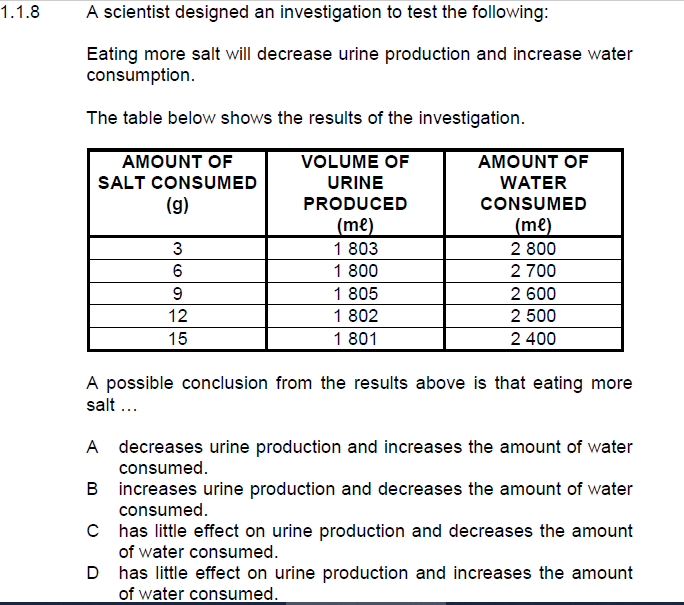 1.1.8 A scientist designed an investigation to test the following:
Eating more salt will decrease urine production and increase water
consumption.
The table below shows the results of the investigation.
AMOUNT OF SALT CONSUMED (g) VOLUME OF URINE PRODUCED (mℓ) AMOUNT OF WATER CONSUMED (mℓ)
3 1 803 2 800
6 1 800 2 700
9 1 805 2 600
12 1 802 2 500
15 1 801 2 400
A possible conclusion from the results above is that eating more
salt …
A decreases urine production and increases the amount of water
consumed.
B increases urine production and decreases the amount of water
consumed.
C has little effect on urine production and decreases the amount
of water consumed.
D has little effect on urine production and increases the amount
of water consumed.